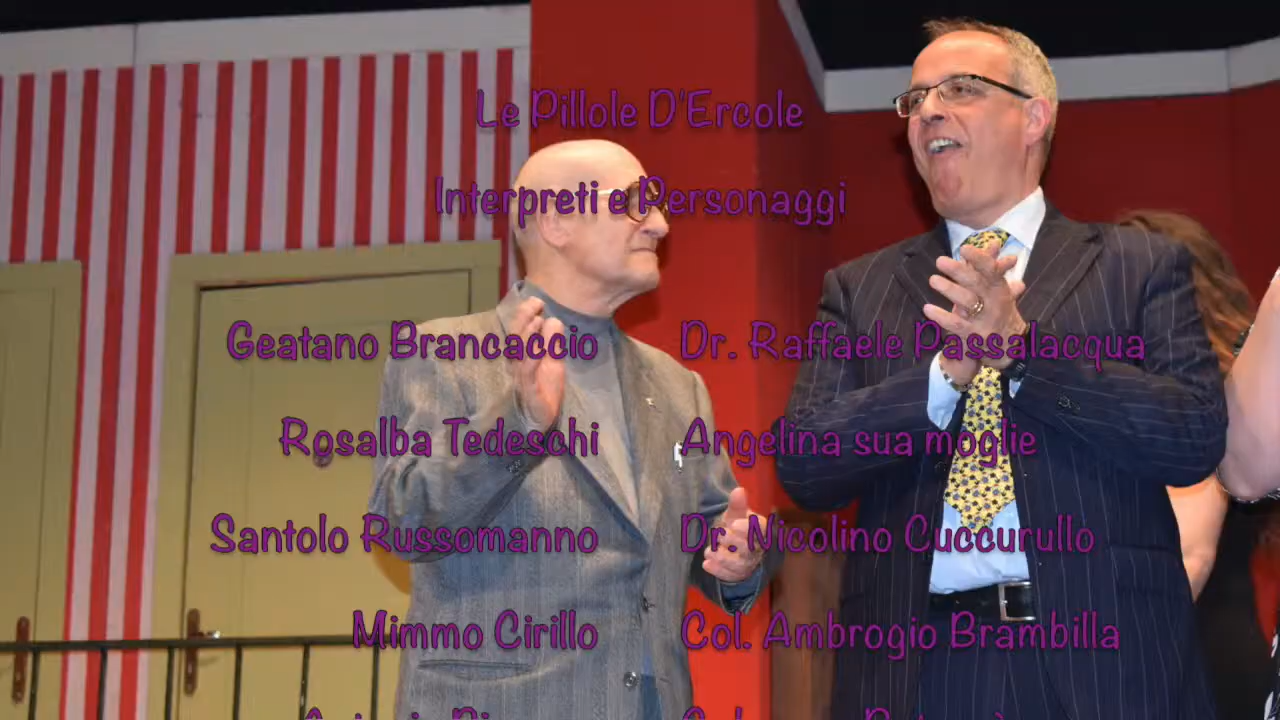 Le Pillole D'Ercole
Interpreti e Personaggi
Geatano Brancaccio Dr. Raffaele Passalacqua
Rosalba Tedeschi Angelina sua moglie
Santolo Russomanno Dr. Nicolino Cuccurullo
Mimmo Cirillo Col. Ambrogio Brambilla